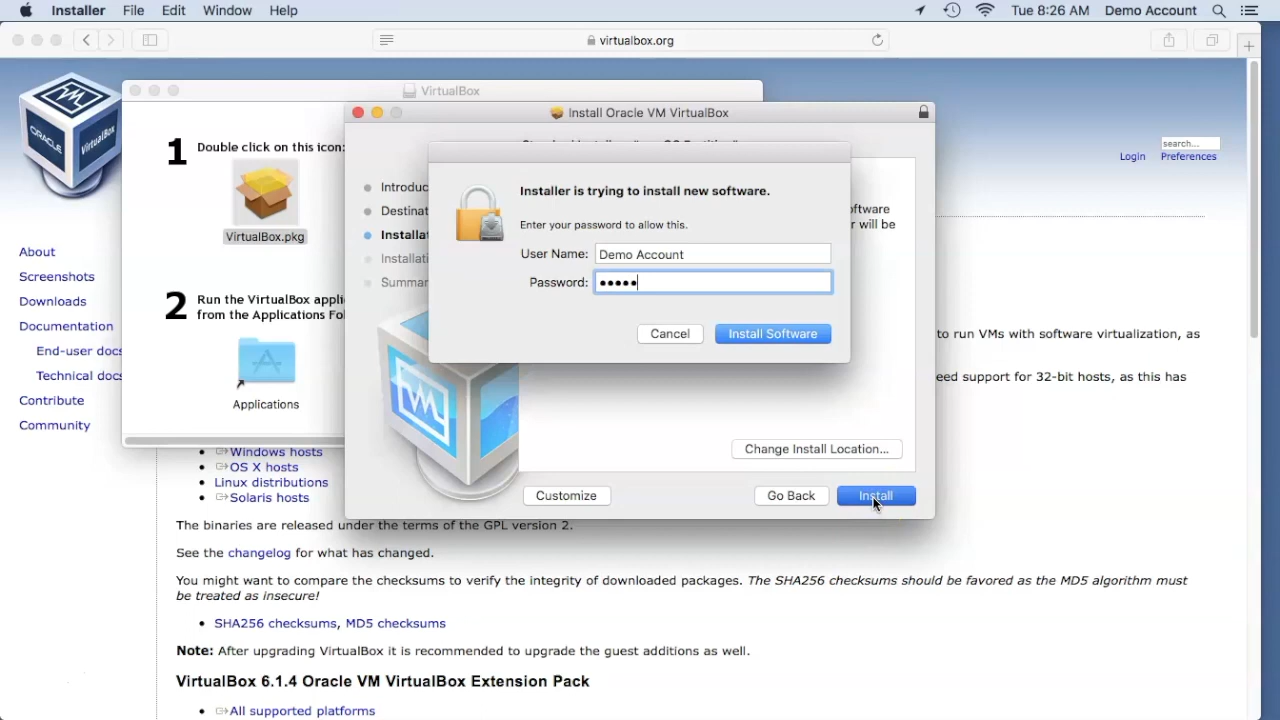 Installer File Edit Window Help Tue 8:26 AM Demo Account
virtualbox.org
VirtualBox
Install Oracle VM VirtualBox
ORACLE
VirtualBox
search...
Login Preferences
1 Double click on this icon:
VirtualBox.pkg
2 Run the VirtualBox appli
from the Applications Fol
Applications
Introduc
Destinat
Installat
Installati
Summar
Installer is trying to install new software.
Enter your password to allow this.
User Name: Demo Account
Password: •••••
Cancel Install Software
oftware
r will be
Change Install Location...
Customize Go Back Install
About
Screenshots
Downloads
Documentation
End-user docs
Technical docs
Contribute
Community
to run VMs with software virtualization, as
eed support for 32-bit hosts, as this has
Windows hosts
OS X hosts
Linux distributions
Solaris hosts
The binaries are released under the terms of the GPL version 2.
See the changelog for what has changed.
You might want to compare the checksums to verify the integrity of downloaded packages. The SHA256 checksums should be favored as the MD5 algorithm must
be treated as insecure!
SHA256 checksums, MD5 checksums
Note: After upgrading VirtualBox it is recommended to upgrade the guest additions as well.
VirtualBox 6.1.4 Oracle VM VirtualBox Extension Pack
All supported platforms